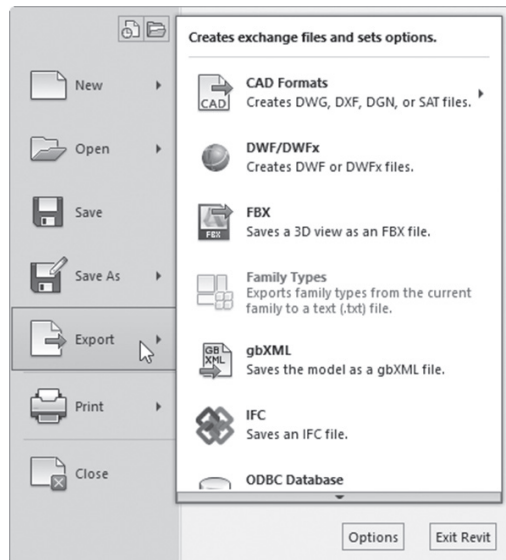 Creates exchange files and sets options.
New
Open
Save
Save As
Export
Print
Close
CAD
CAD Formats
Creates DWG, DXF, DGN, or SAT files.
DWF/DWFx
Creates DWF or DWFx files.
FBX
FBX
Saves a 3D view as an FBX file.
Family Types
Exports family types from the current
family to a text (.txt) file.
GB
XML
gbXML
Saves the model as a gbXML file.
IFC
Saves an IFC file.
ODBC Database
Options
Exit Revit